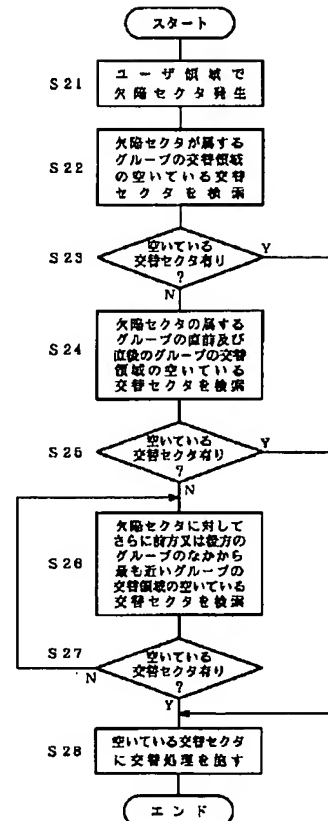 スタート
S21
ユーザ領域で
欠陥セクタ発生
S22
欠陥セクタが属する
グループの交替領域
の空いている交替
セクタを検索
S23
空いている
交替セクタ有り
?
Y
N
S24
欠陥セクタの属する
グループの直前及び
直後のグループの交替
領域の空いている
交替セクタを検索
S25
空いている
交替セクタ有り
?
Y
N
S26
欠陥セクタに対して
さらに前方又は後方の
グループのなかから
最も近いグループの
交替領域の空いている
交替セクタを検索
S27
空いている
交替セクタ有り
?
N
Y
S28
空いている交替セクタ
に交替処理を施す
エンド